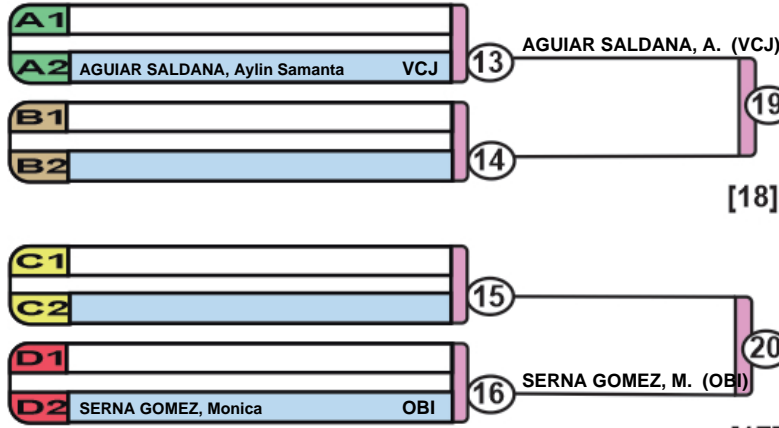 A1
A2 AGUIAR SALDANA, Aylin Samanta VCJ
13 AGUIAR SALDANA, A. (VCJ)
B1
19
B2
14
[18]
C1
C2
15
D1
20
D2 SERNA GOMEZ, Monica OBI
16 SERNA GOMEZ, M. (OBI)